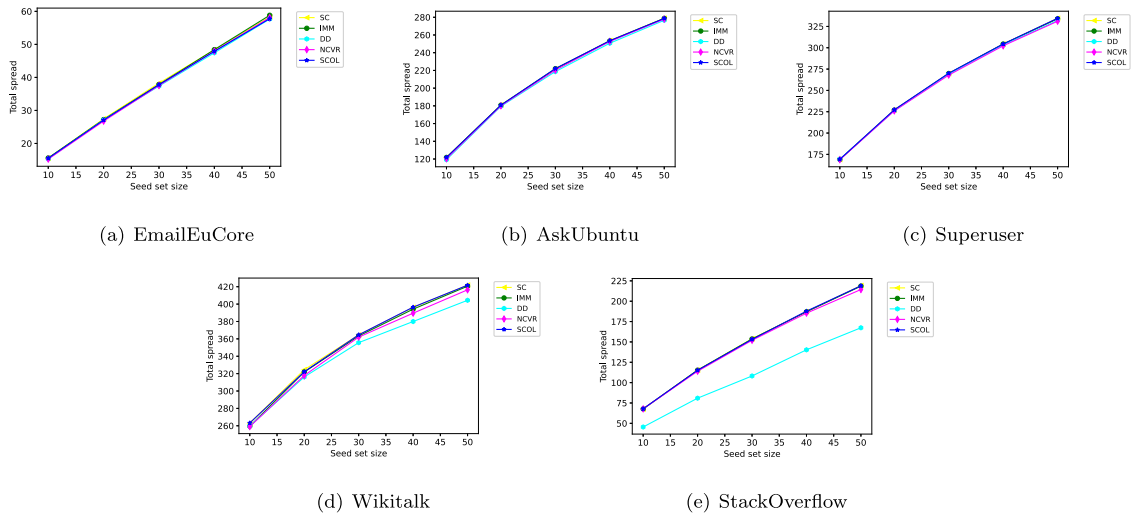 60
50
40
30
20
Total spread
10 15 20 25 30 35 40 45 50
Seed set size
SC
IMM
DD
NCVR
SCOL
(a) EmailEuCore
280
260
240
220
200
180
160
140
120
Total spread
10 15 20 25 30 35 40 45 50
Seed set size
SC
IMM
DD
NCVR
SCOL
(b) AskUbuntu
325
300
275
250
225
200
175
Total spread
10 15 20 25 30 35 40 45 50
Seed set size
SC
IMM
DD
NCVR
SCOL
(c) Superuser
420
400
380
360
340
320
300
280
260
Total spread
10 15 20 25 30 35 40 45 50
Seed set size
SC
IMM
DD
NCVR
SCOL
(d) Wikitalk
225
200
175
150
125
100
75
50
Total spread
10 15 20 25 30 35 40 45 50
Seed set size
SC
IMM
DD
NCVR
SCOL
(e) StackOverflow